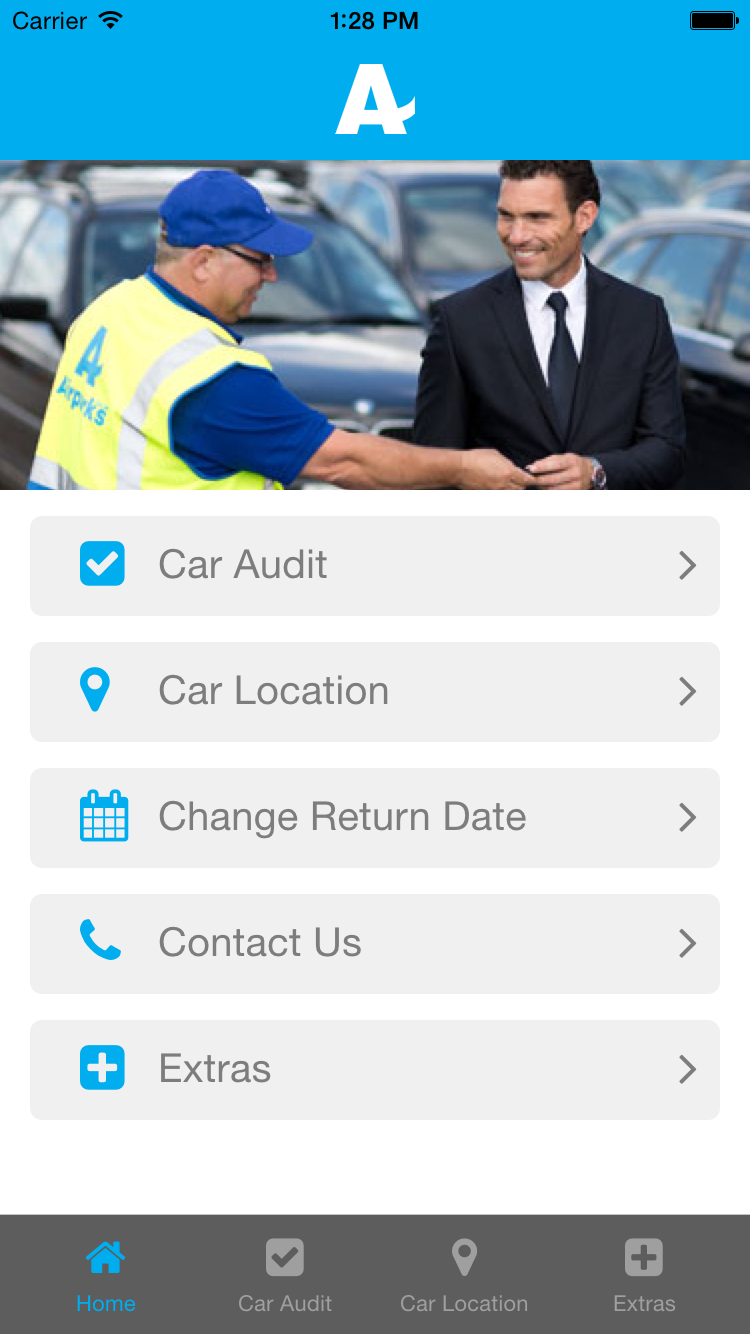 Carrier 1:28 PM
A
A
Airparks
Car Audit
Car Location
Change Return Date
Contact Us
Extras
Home Car Audit Car Location Extras